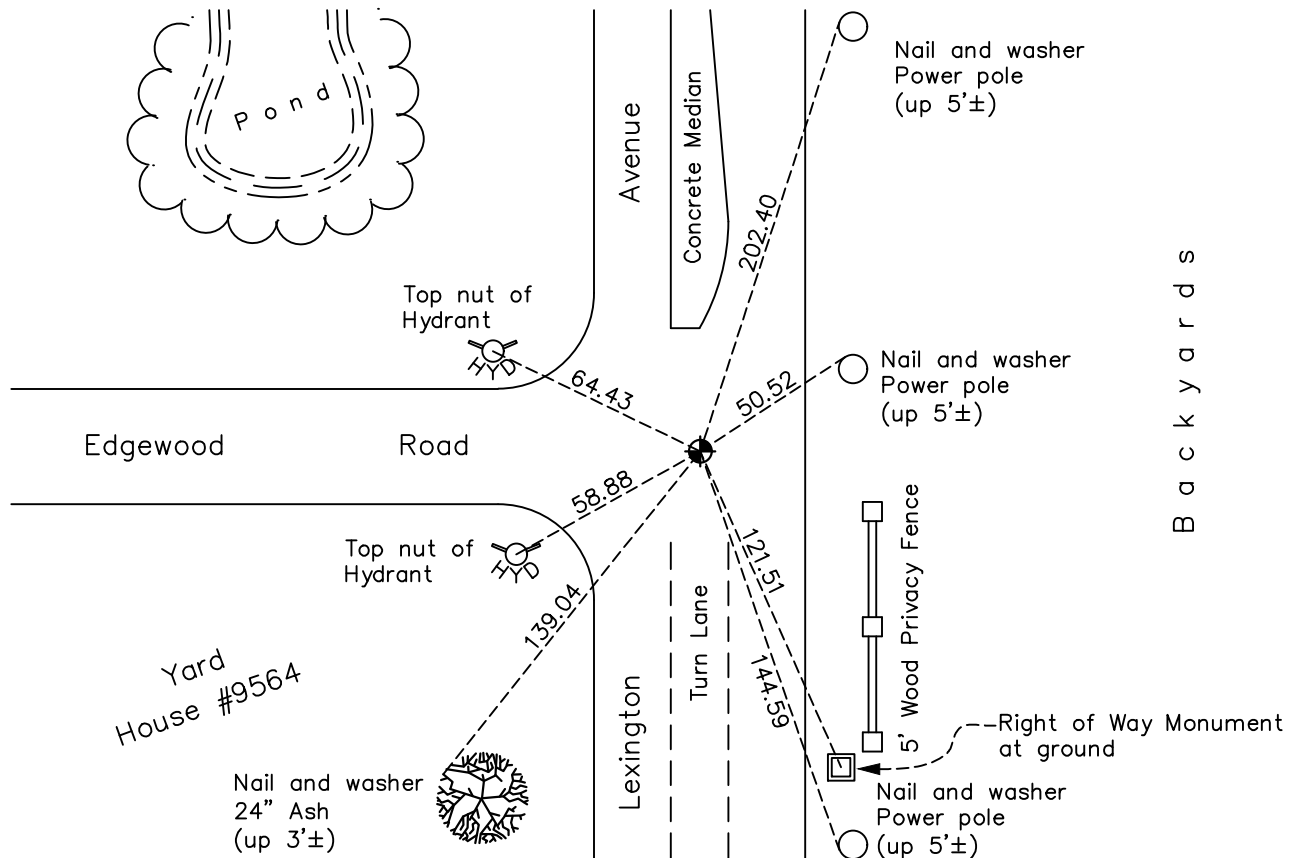 Pond
Avenue
Concrete Median
Nail and washer
Power pole
(up 5'±)
202.40
Top nut of
Hydrant
HYD
64.43
50.52
Nail and washer
Power pole
(up 5'±)
Backyards
Edgewood Road
58.88
Top nut of
Hydrant
HYD
139.04
121.51
144.59
Turn Lane
Lexington
5' Wood Privacy Fence
Yard
House #9564
Right of Way Monument
at ground
Nail and washer
24" Ash
(up 3'±)
Nail and washer
Power pole
(up 5'±)